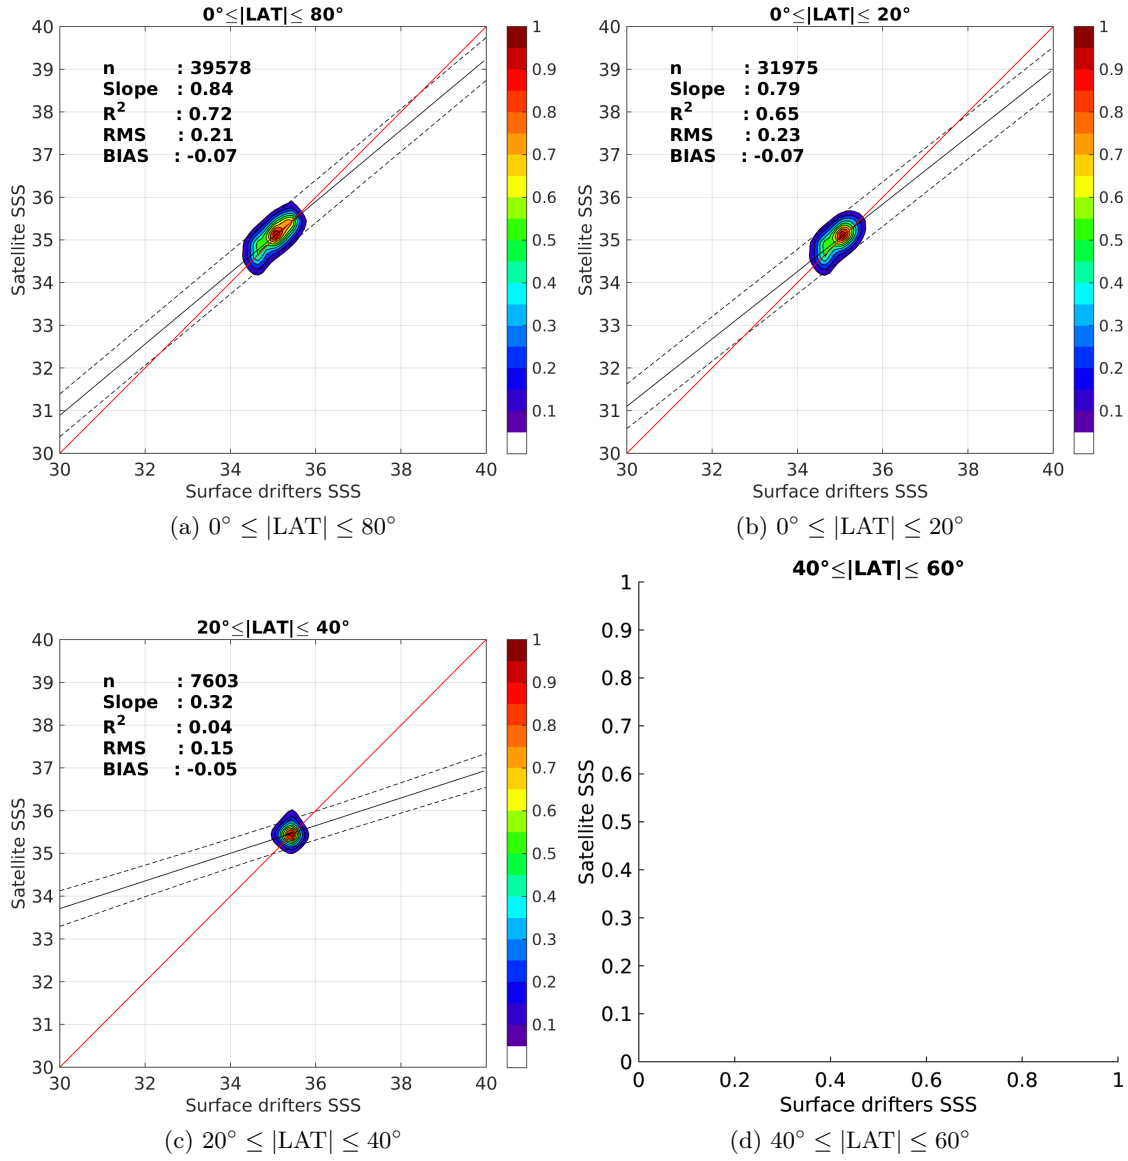 0°≤|LAT|≤ 80°
40
39
38
37
36
35
34
33
32
31
30
n : 39578
Slope : 0.84
R2 : 0.72
RMS : 0.21
BIAS : -0.07
Satellite SSS
30 32 34 36 38 40
Surface drifters SSS
1
0.9
0.8
0.7
0.6
0.5
0.4
0.3
0.2
0.1
(a) 0° ≤ |LAT| ≤ 80°
0°≤|LAT|≤ 20°
40
39
38
37
36
35
34
33
32
31
30
n : 31975
Slope : 0.79
R2 : 0.65
RMS : 0.23
BIAS : -0.07
Satellite SSS
30 32 34 36 38 40
Surface drifters SSS
1
0.9
0.8
0.7
0.6
0.5
0.4
0.3
0.2
0.1
(b) 0° ≤ |LAT| ≤ 20°
20°≤|LAT|≤ 40°
40
39
38
37
36
35
34
33
32
31
30
n : 7603
Slope : 0.32
R2 : 0.04
RMS : 0.15
BIAS : -0.05
Satellite SSS
30 32 34 36 38 40
Surface drifters SSS
1
0.9
0.8
0.7
0.6
0.5
0.4
0.3
0.2
0.1
(c) 20° ≤ |LAT| ≤ 40°
40°≤|LAT|≤ 60°
1
0.9
0.8
0.7
0.6
0.5
0.4
0.3
0.2
0.1
0
Satellite SSS
0 0.2 0.4 0.6 0.8 1
Surface drifters SSS
(d) 40° ≤ |LAT| ≤ 60°